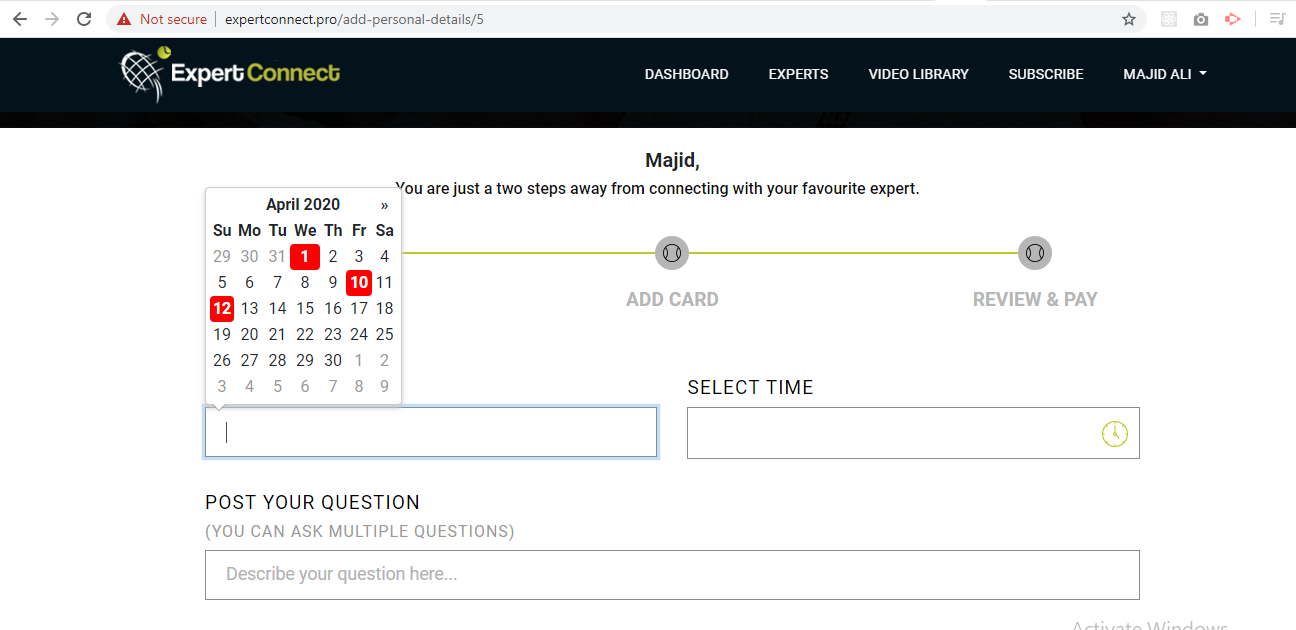 Not secure | expertconnect.pro/add-personal-details/5
ExpertConnect
DASHBOARD EXPERTS VIDEO LIBRARY SUBSCRIBE MAJID ALI
Majid,
You are just a two steps away from connecting with your favourite expert.
April 2020 »
Su Mo Tu We Th Fr Sa
29 30 31 1 2 3 4
5 6 7 8 9 10 11
12 13 14 15 16 17 18
19 20 21 22 23 24 25
26 27 28 29 30 1 2
3 4 5 6 7 8 9
ADD CARD REVIEW & PAY
SELECT TIME
POST YOUR QUESTION
(YOU CAN ASK MULTIPLE QUESTIONS)
Describe your question here...
Activate Windows